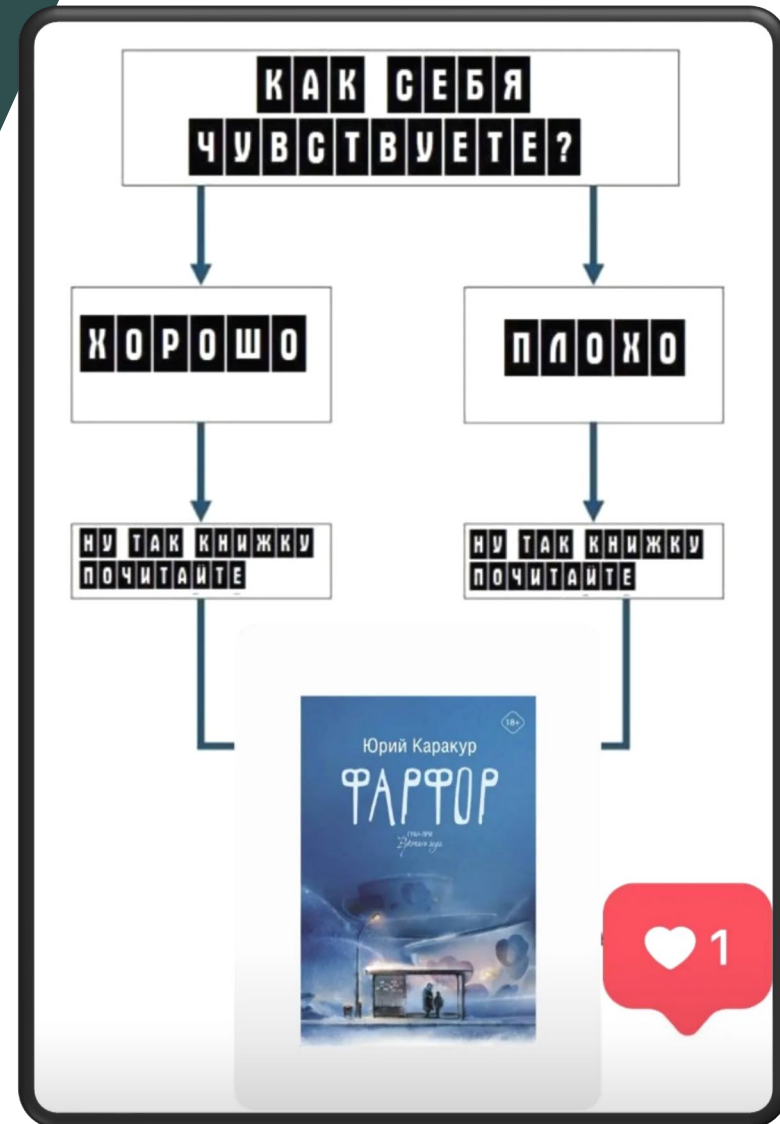 КАК СЕБЯ
ЧУВСТВУЕТЕ?
ХОРОШО
ПЛОХО
НУ ТАК КНИЖКУ
ПОЧИТАЙТЕ
НУ ТАК КНИЖКУ
ПОЧИТАЙТЕ
18+
Юрий Каракур
ФАРФОР
1